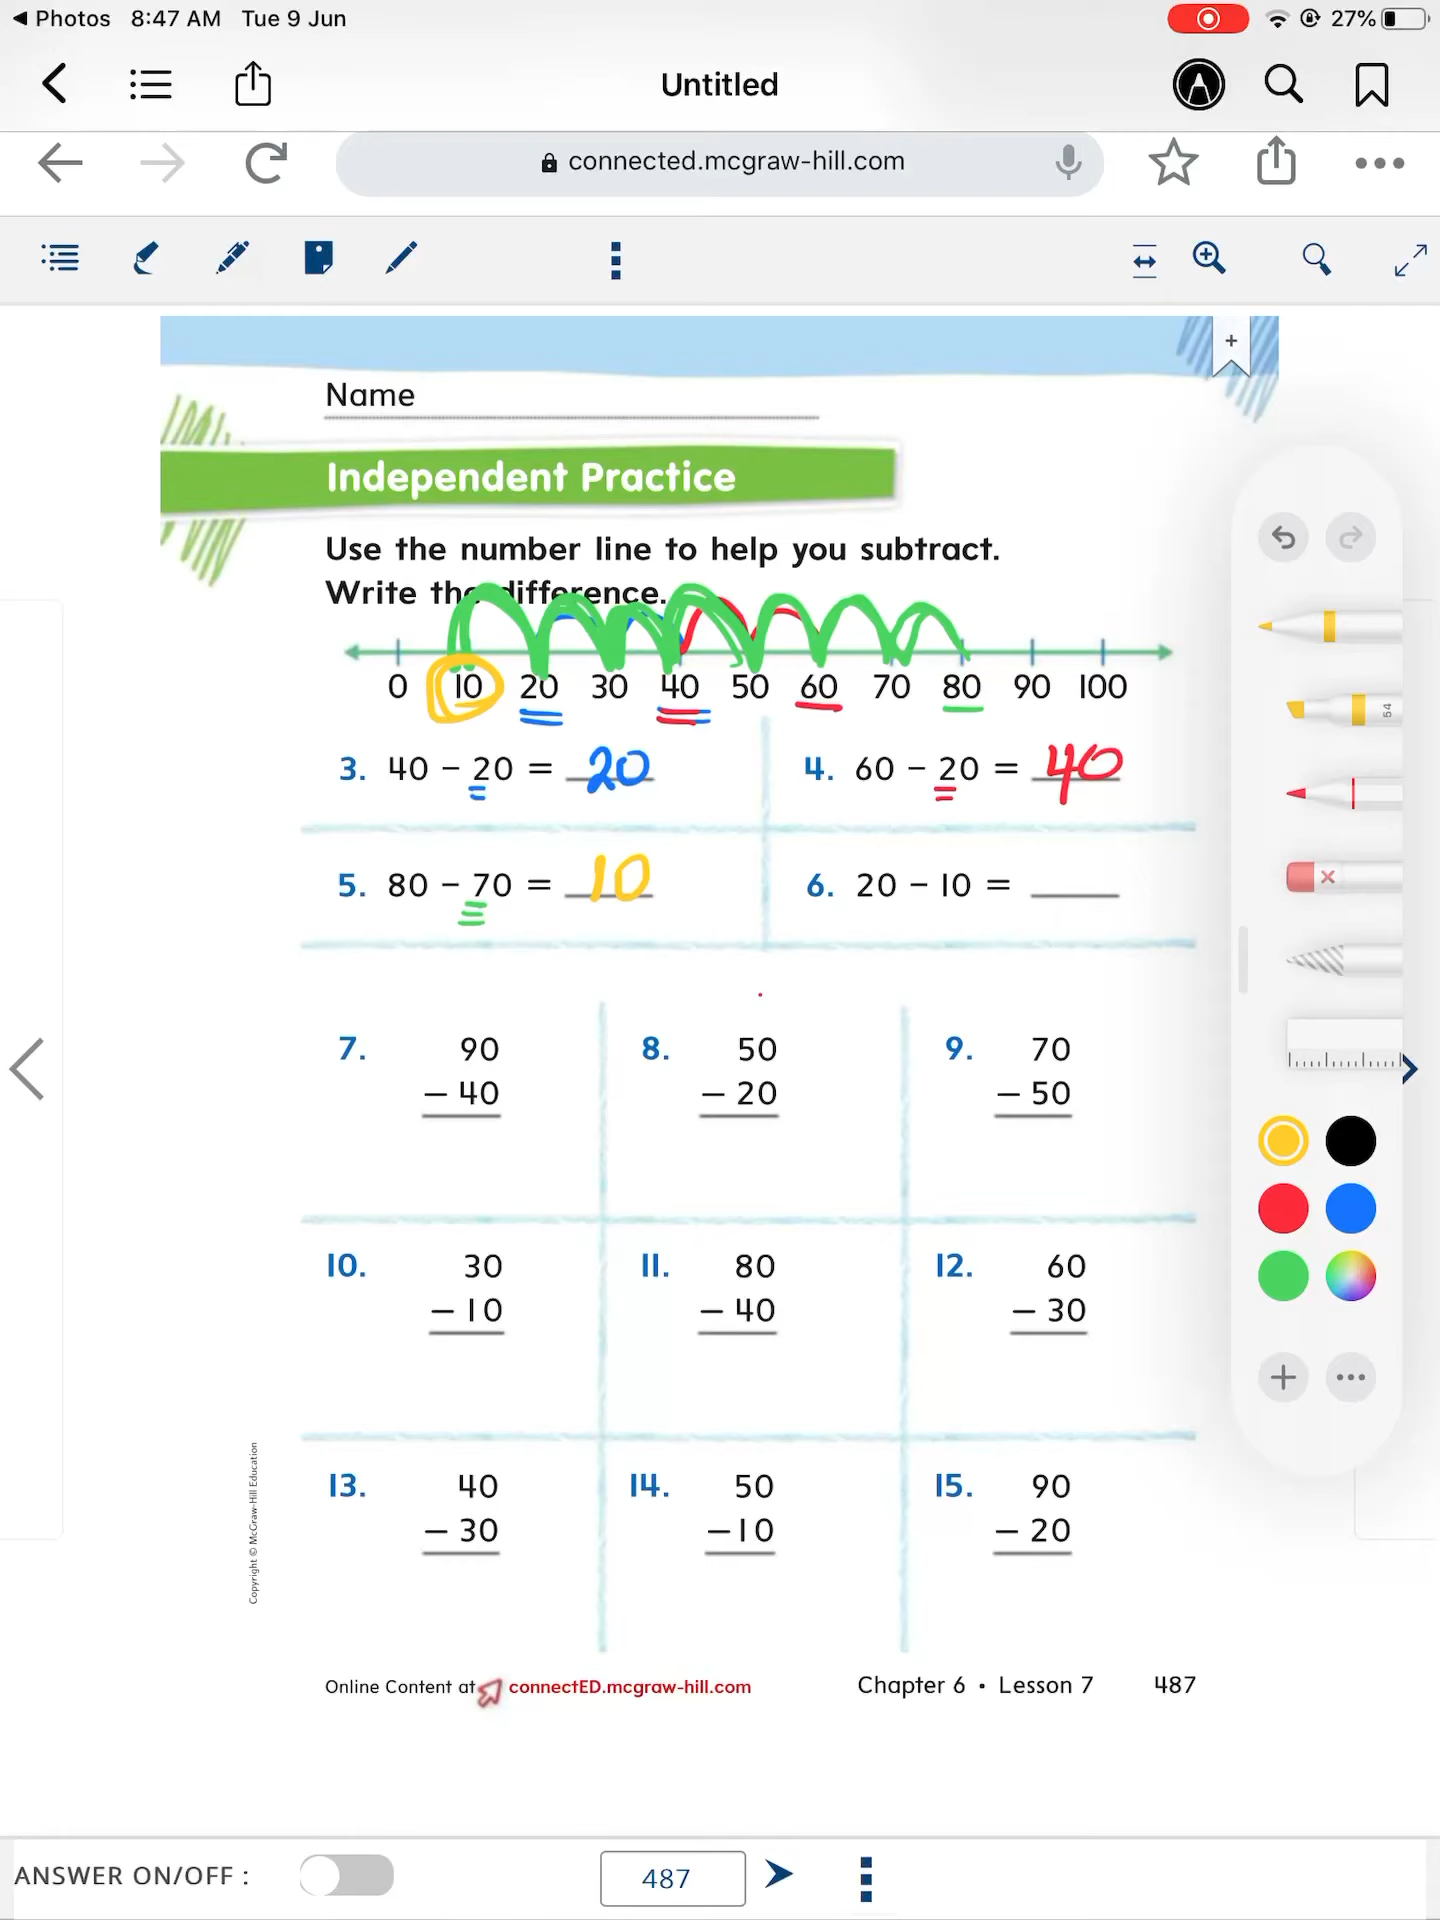 Photos 8:47 AM Tue 9 Jun 27%
Untitled
connected.mcgraw-hill.com
Name
Independent Practice
Use the number line to help you subtract.
Write the difference.
0 10 20 30 40 50 60 70 80 90 100
3. 40 - 20 = 20
4. 60 - 20 = 40
5. 80 - 70 = 10
6. 20 - 10 = ____
7. 90
- 40
8. 50
- 20
9. 70
- 50
10. 30
- 10
11. 80
- 40
12. 60
- 30
13. 40
- 30
14. 50
- 10
15. 90
- 20
Copyright © McGraw-Hill Education
Online Content at connectED.mcgraw-hill.com
Chapter 6 • Lesson 7 487
54
ANSWER ON/OFF :
487